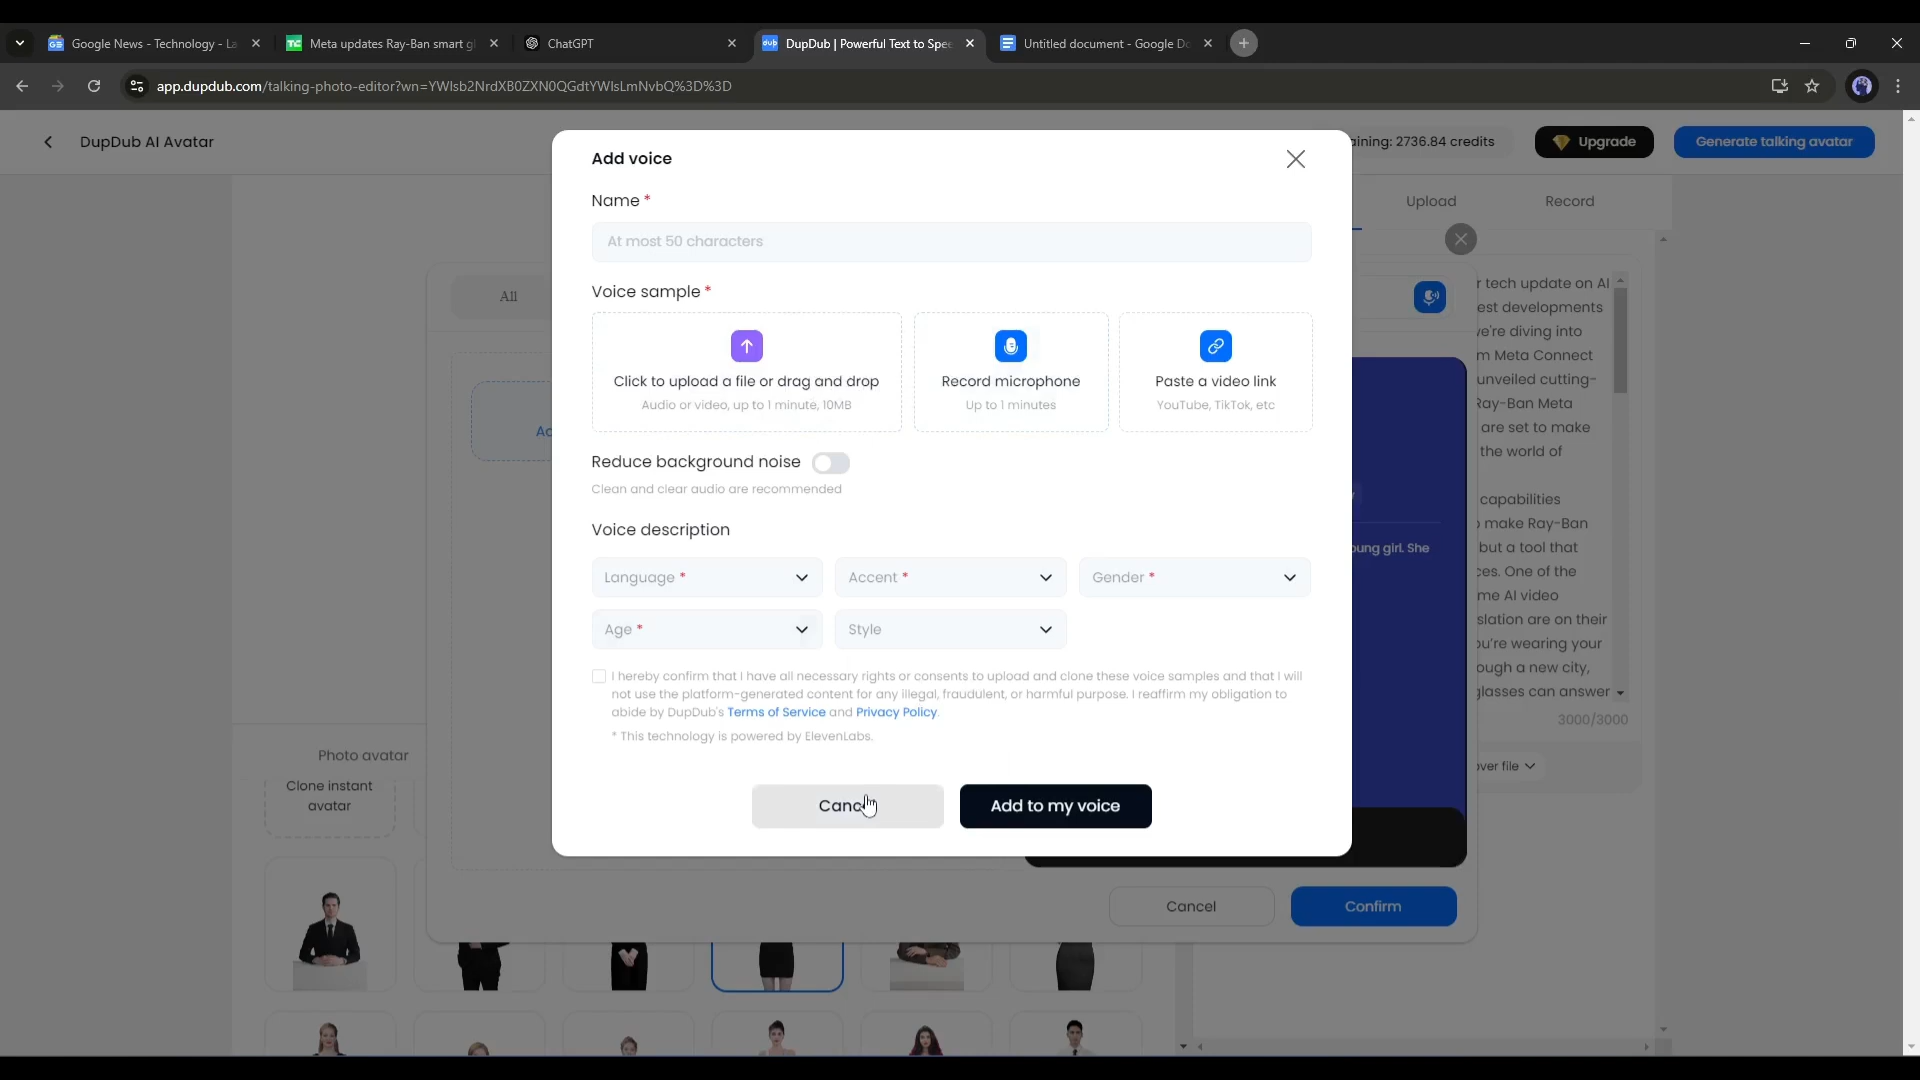 Google News - Technology - La
Meta updates Ray-Ban smart gl
ChatGPT
DupDub | Powerful Text to Spee
Untitled document - Google Do
app.dupdub.com/talking-photo-editor?wn=YWlsb2NrdXB0ZXN0QGdtYWlsLmNvbQ%3D%3D
DupDub AI Avatar
aining: 2736.84 credits
Upgrade
Generate talking avatar
Add voice
Upload
Record
Name *
At most 50 characters
All
Voice sample *
Click to upload a file or drag and drop
Audio or video, up to 1 minute, 10MB
Record microphone
Up to 1 minutes
Paste a video link
YouTube, TikTok, etc
r tech update on AI
est developments
we're diving into
m Meta Connect
unveiled cutting-
Ray-Ban Meta
are set to make
the world of
capabilities
make Ray-Ban
but a tool that
ces. One of the
me AI video
slation are on their
ou're wearing your
ough a new city,
glasses can answer
3000/3000
Reduce background noise
Clean and clear audio are recommended
Voice description
Language *
Accent *
Gender *
Age *
Style
oung girl. She
I hereby confirm that I have all necessary rights or consents to upload and clone these voice samples and that I will
not use the platform-generated content for any illegal, fraudulent, or harmful purpose. I reaffirm my obligation to
abide by DupDub's Terms of Service and Privacy Policy.
* This technology is powered by ElevenLabs.
Photo avatar
Clone instant
avatar
over file
Canc
Add to my voice
Cancel
Confirm